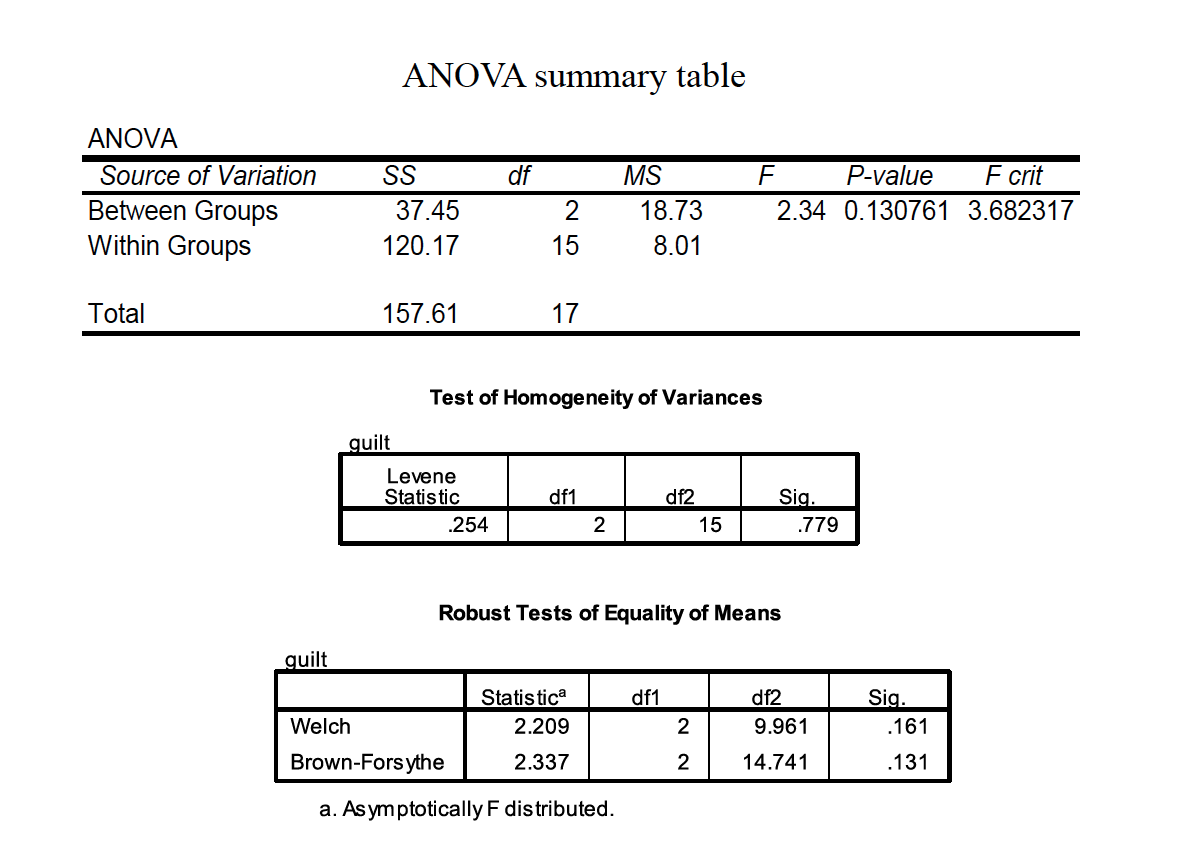 ANOVA summary table
ANOVA
Source of Variation SS df MS F P-value F crit
Between Groups 37.45 2 18.73 2.34 0.130761 3.682317
Within Groups 120.17 15 8.01
Total 157.61 17
Test of Homogeneity of Variances
guilt
Levene
Statistic df1 df2 Sig.
.254 2 15 .779
Robust Tests of Equality of Means
guilt
Statistica df1 df2 Sig.
Welch 2.209 2 9.961 .161
Brown-Forsythe 2.337 2 14.741 .131
a. Asymptotically F distributed.